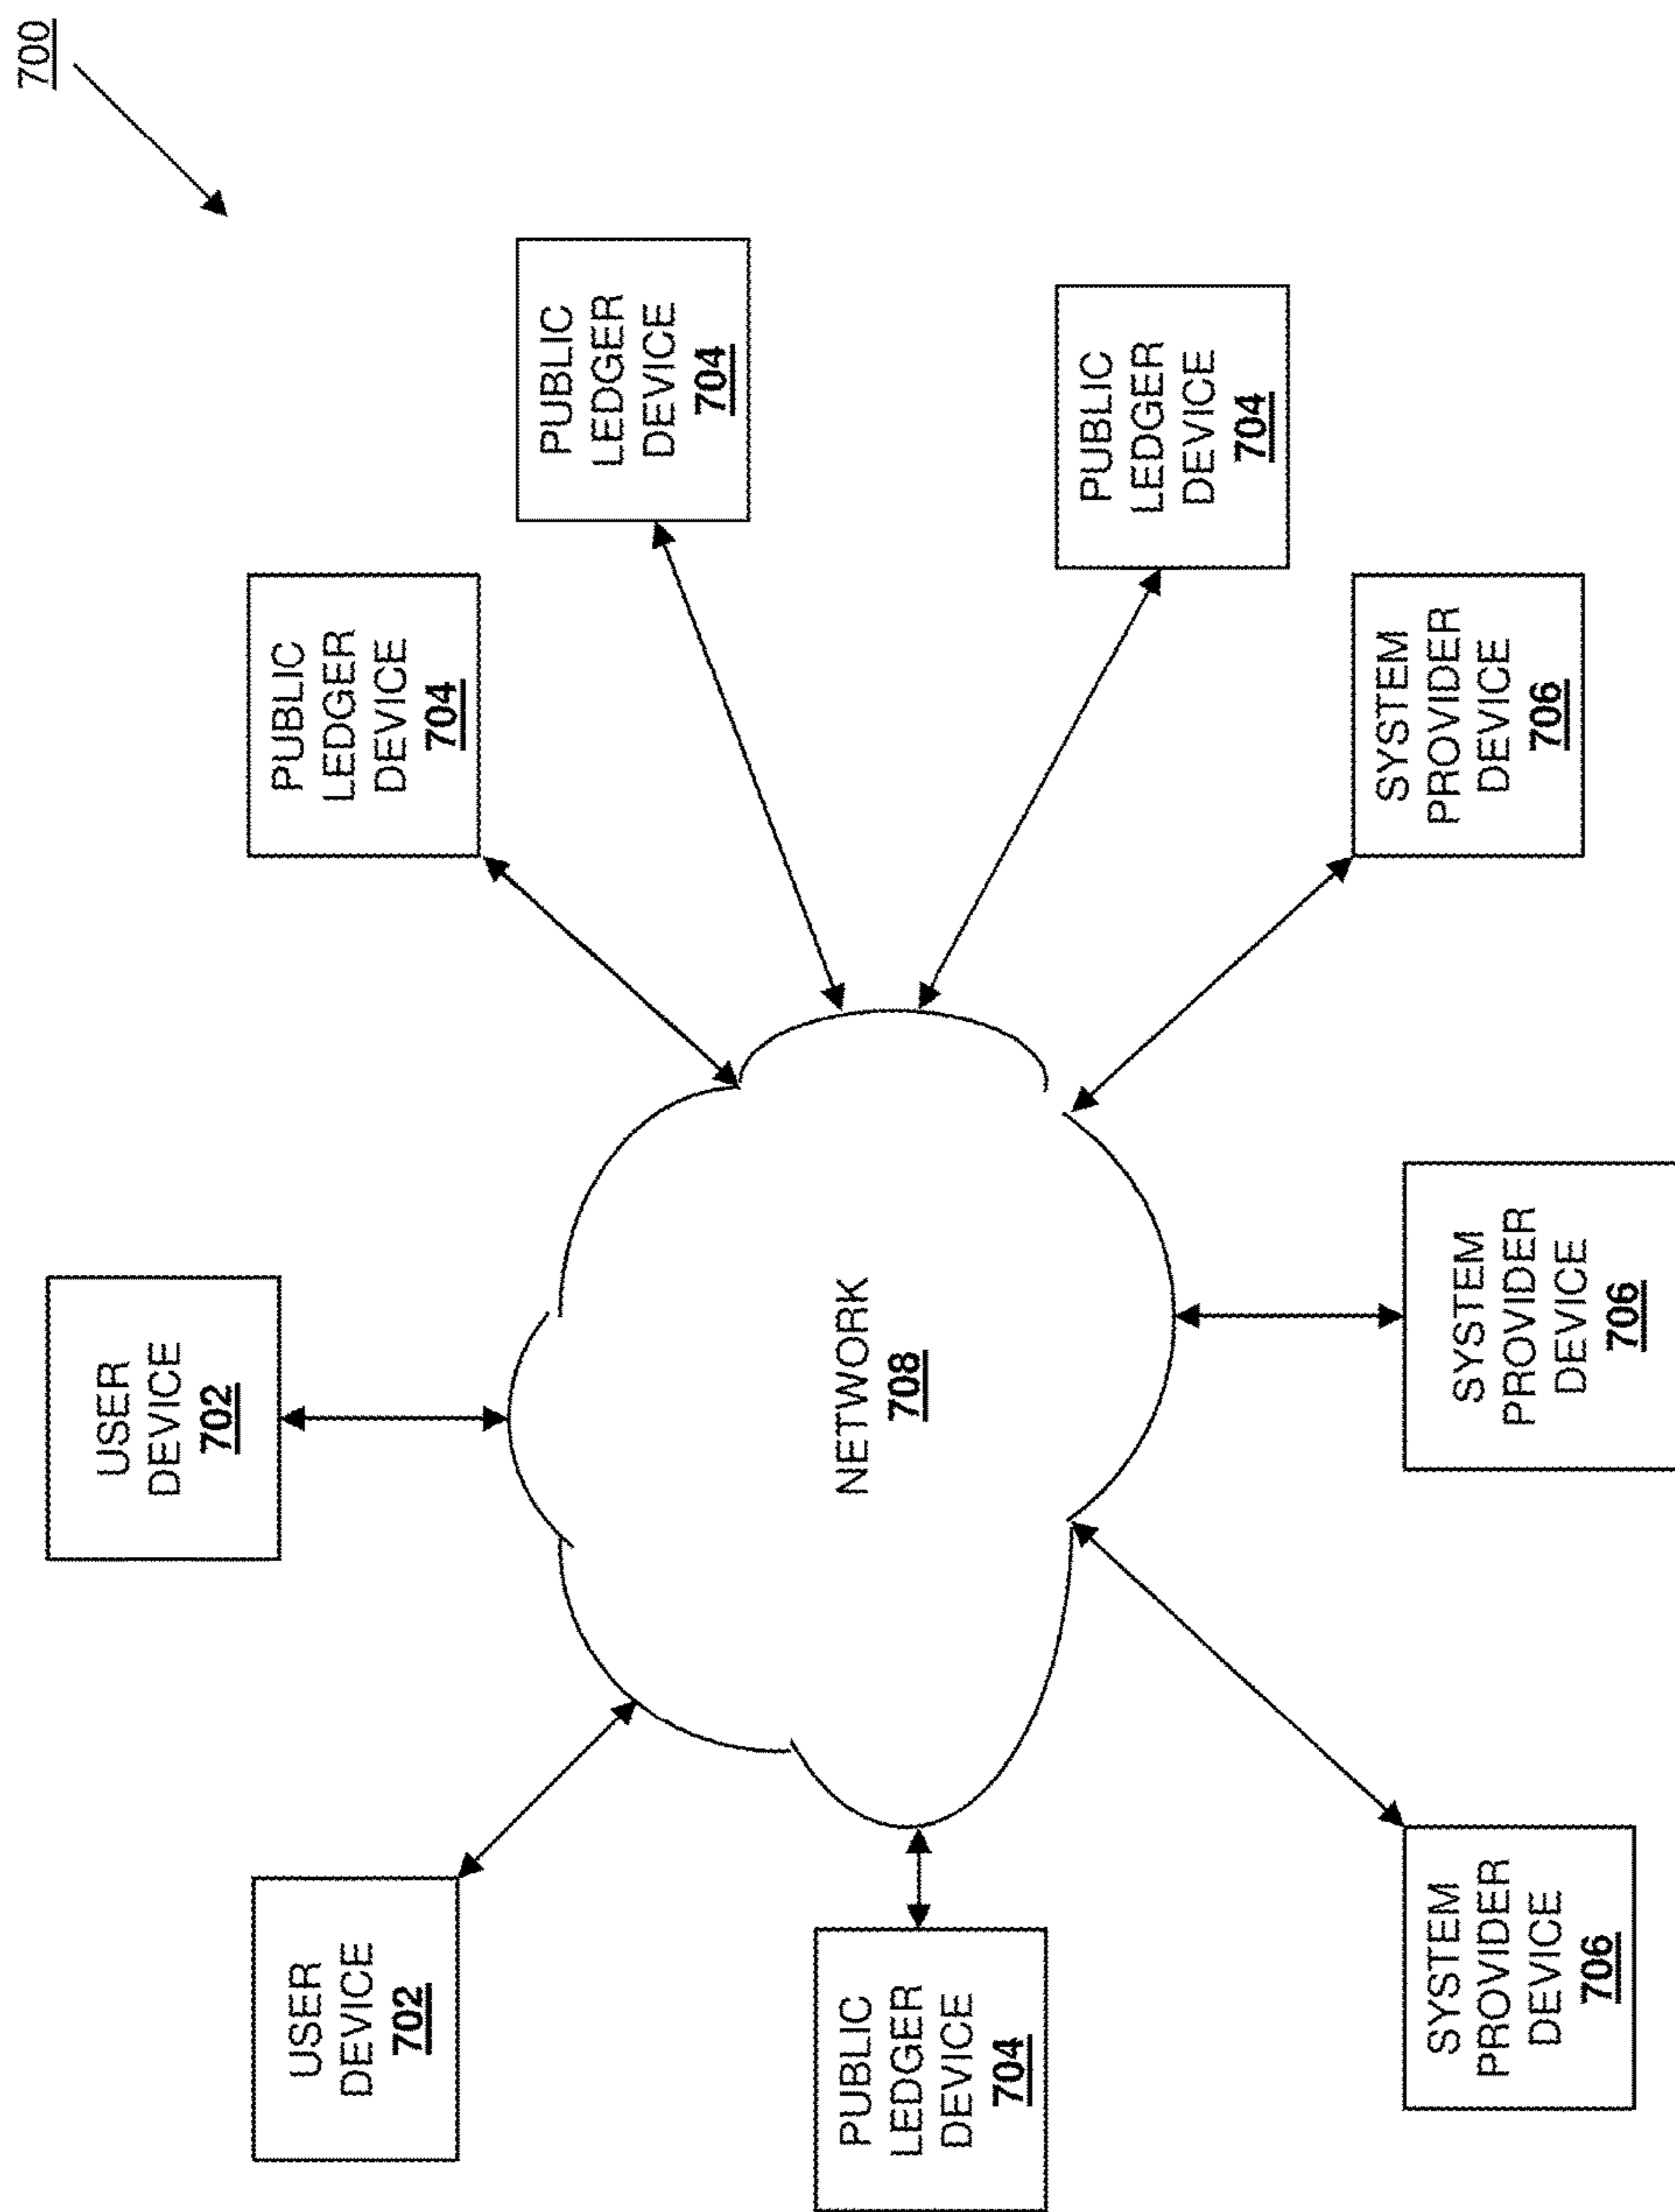 700
USER
DEVICE
702
USER
DEVICE
702
PUBLIC
LEDGER
DEVICE
704
PUBLIC
LEDGER
DEVICE
704
PUBLIC
LEDGER
DEVICE
704
NETWORK
708
PUBLIC
LEDGER
DEVICE
704
SYSTEM
PROVIDER
DEVICE
706
SYSTEM
PROVIDER
DEVICE
706
SYSTEM
PROVIDER
DEVICE
706